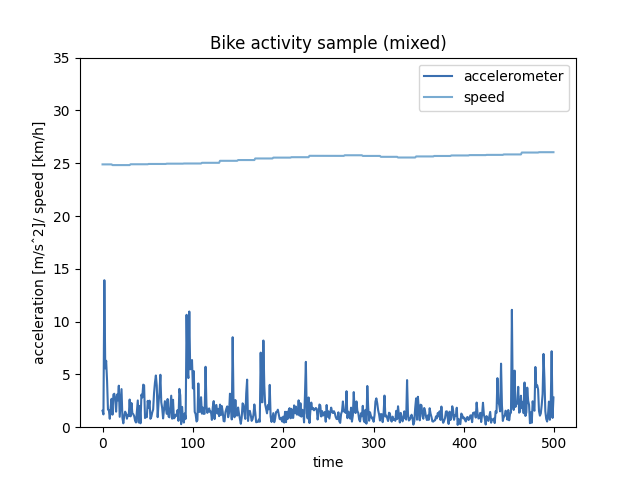 Bike activity sample (mixed)
accelerometer
speed
35
30
25
20
15
10
5
0
acceleration [m/sˆ2]/ speed [km/h]
0
100
200
300
400
500
time